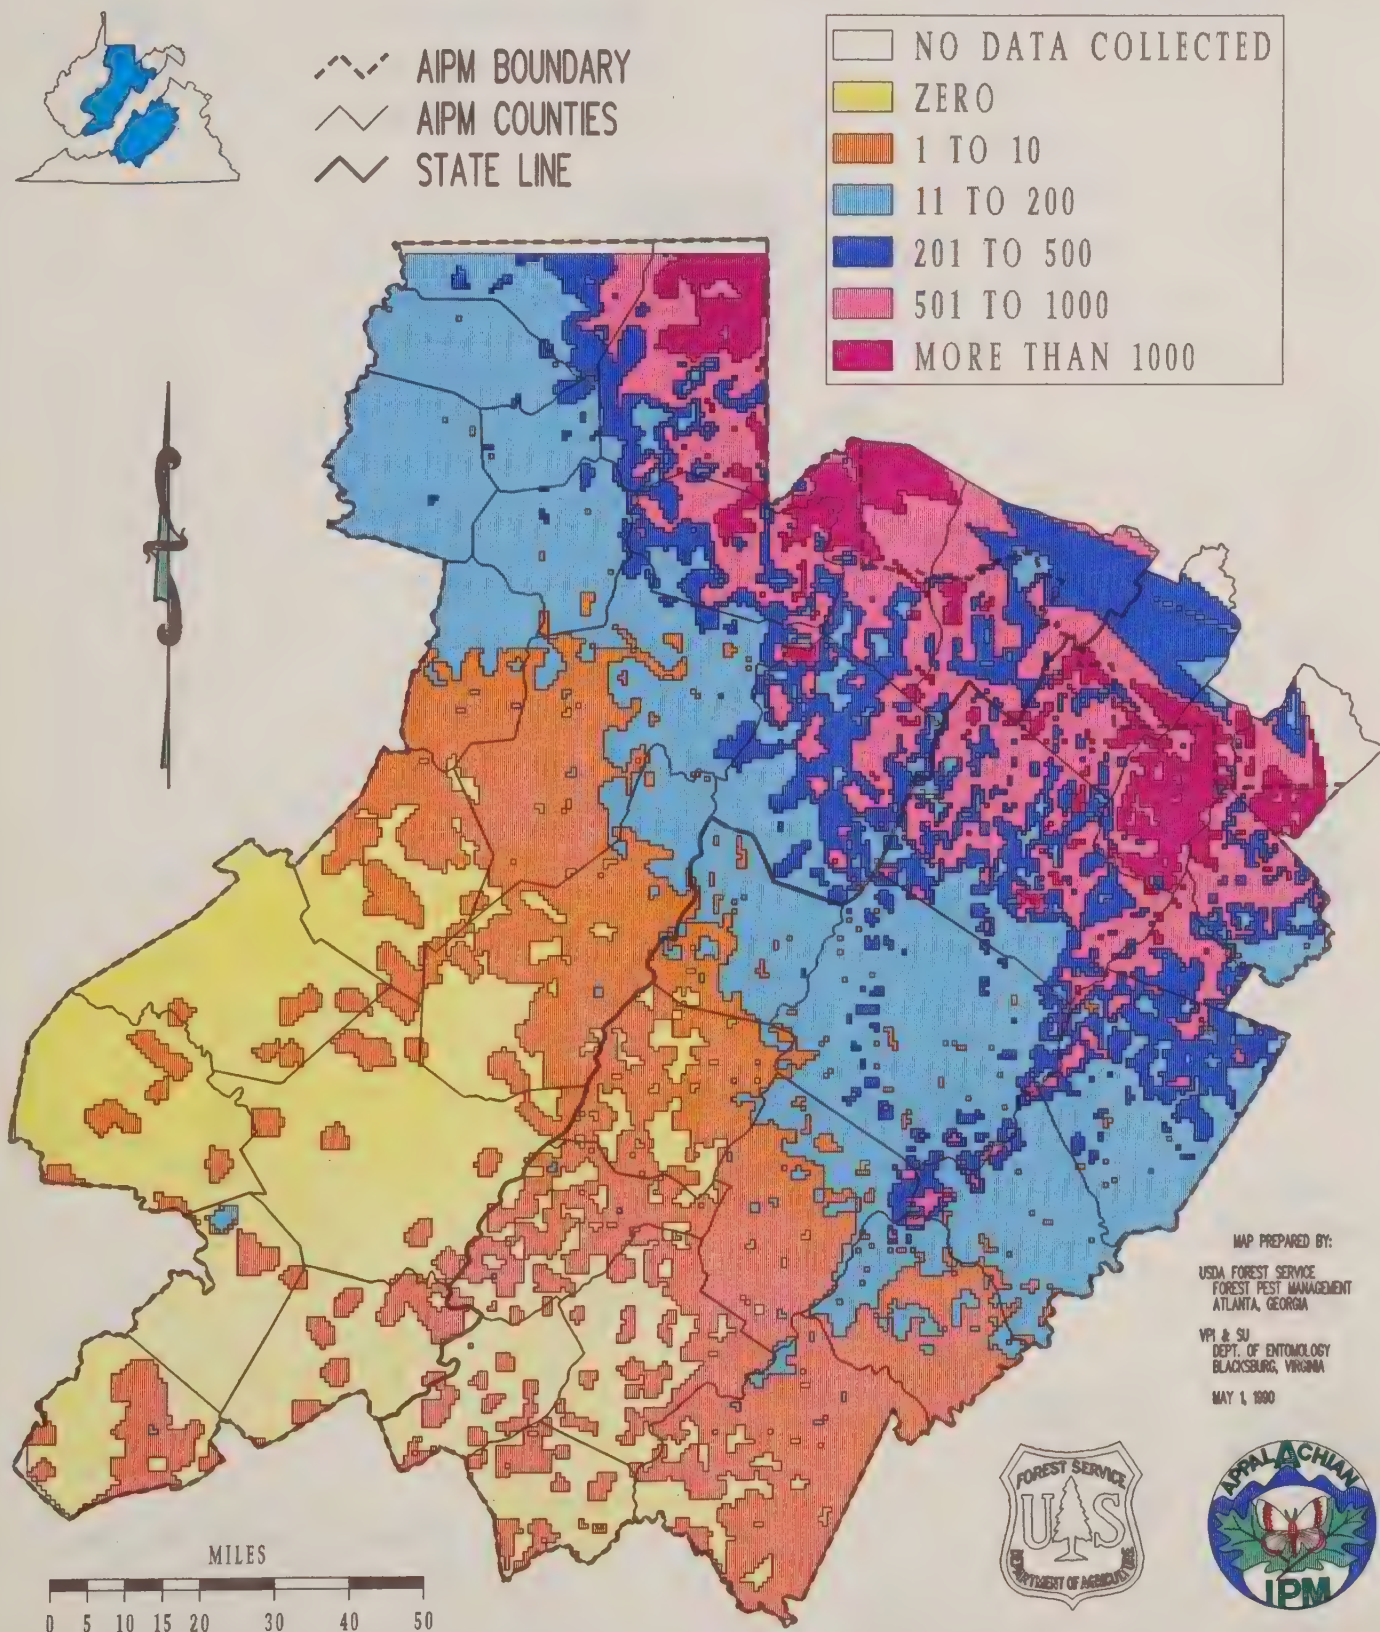 AIPM BOUNDARY
AIPM COUNTIES
STATE LINE
NO DATA COLLECTED
ZERO
1 TO 10
11 TO 200
201 TO 500
501 TO 1000
MORE THAN 1000
MAP PREPARED BY:
USDA FOREST SERVICE
FOREST PEST MANAGEMENT
ATLANTA, GEORGIA
VPI & SU
DEPT. OF ENTOMOLOGY
BLACKSBURG, VIRGINIA
MAY 1, 1990
MILES
0 5 10 15 20 30 40 50
FOREST SERVICE
U S
DEPARTMENT OF AGRICULTURE
APPALACHIAN
IPM